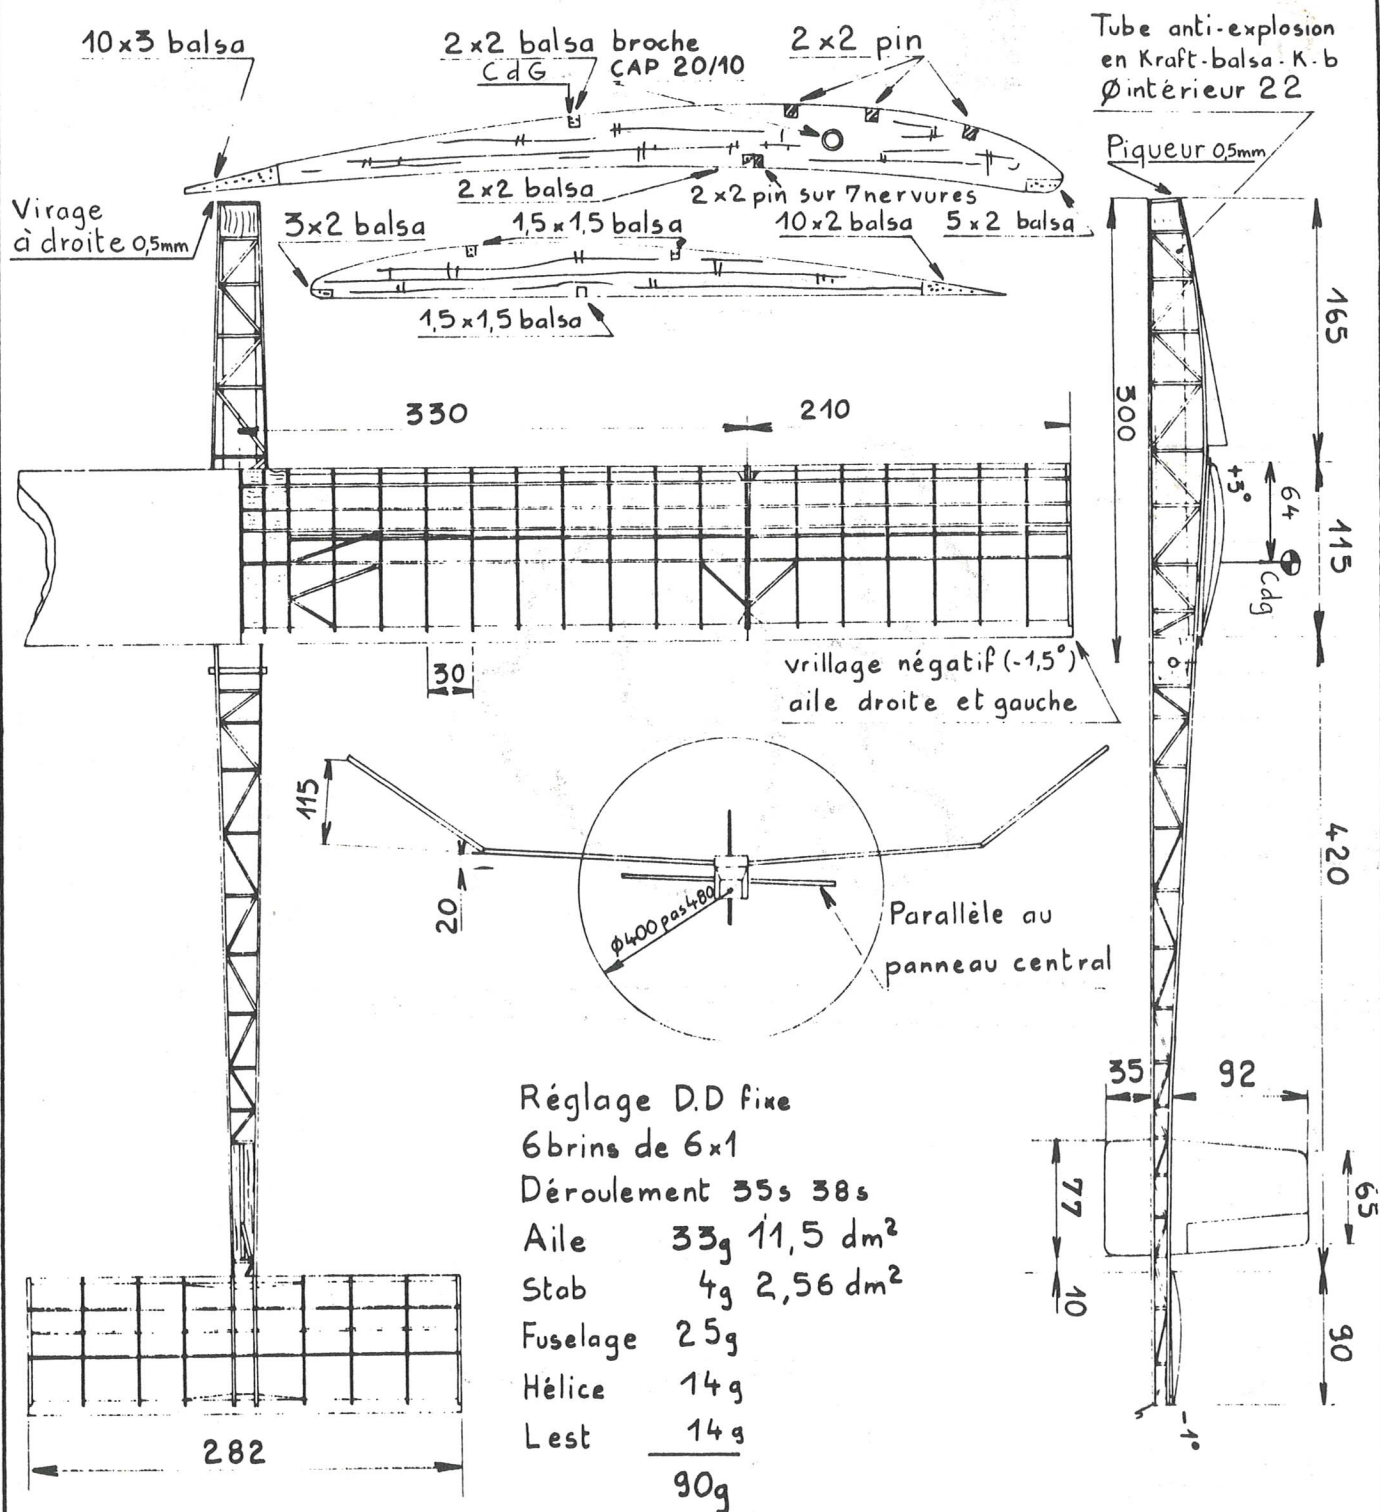 10x3 balsa
2x2 balsa
CdG
broche
CAP 20/10
2x2 pin
Tube anti-explosion
en Kraft-balsa. K.b
Ø intérieur 22
Piqueur 0,5mm
2x2 balsa
2x2 pin sur 7 nervures
Virage
à droite 0,5mm
3x2 balsa
1,5x1,5 balsa
10x2 balsa
5x2 balsa
1,5x1,5 balsa
165
300
330
210
+3°
64
115
Cdg
30
vrillage négatif (-1,5°)
aile droite et gauche
115
20
420
Ø400 pas 480
Parallèle au
panneau central
35
92
77
65
10
90
-1°
Réglage D.D fixe
6 brins de 6x1
Déroulement 35s 38s
Aile 33g 11,5 dm²
Stab 4g 2,56 dm²
Fuselage 25g
Hélice 14g
Lest 14g
90g
282